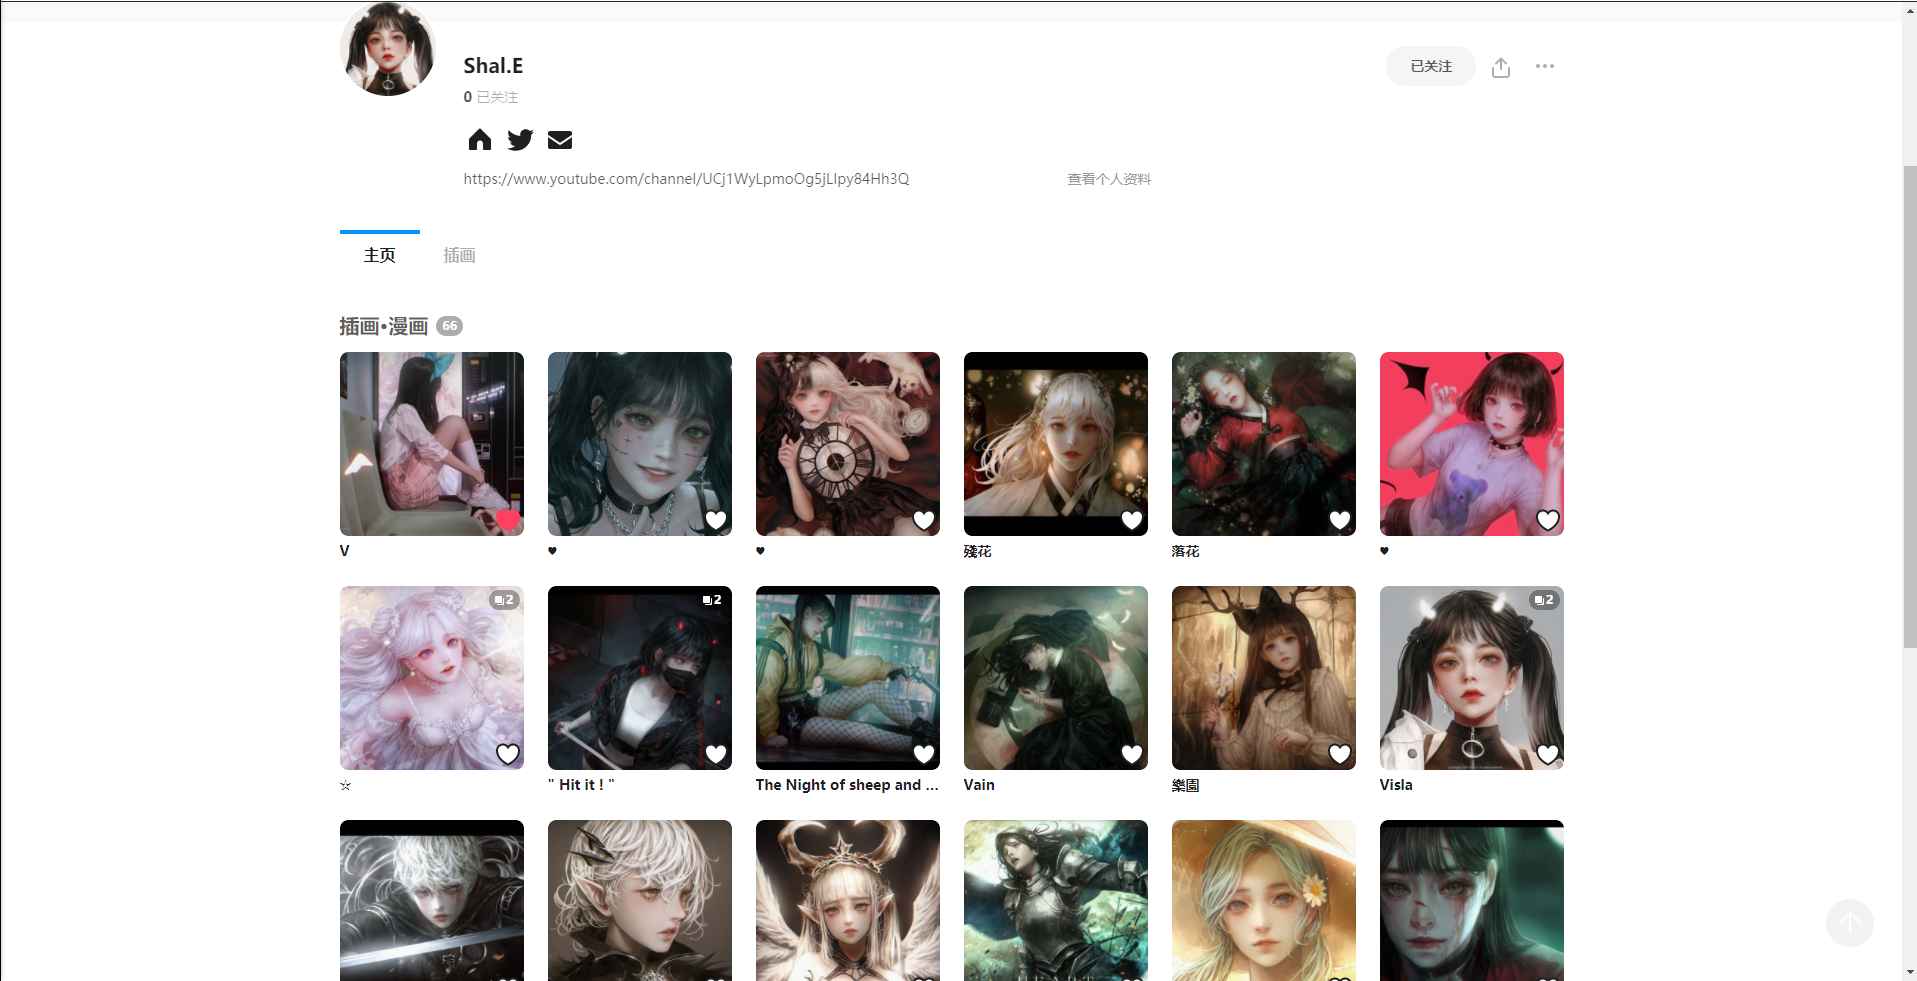 Shal.E
已关注
0 已关注
https://www.youtube.com/channel/UCj1WyLpmoOg5jLIpy84Hh3Q
查看个人资料
主页
插画
插画•漫画 66
V
♥
♥
殘花
落花
♥
2
2
2
☆
" Hit it ! "
The Night of sheep and ...
Vain
樂園
Visla